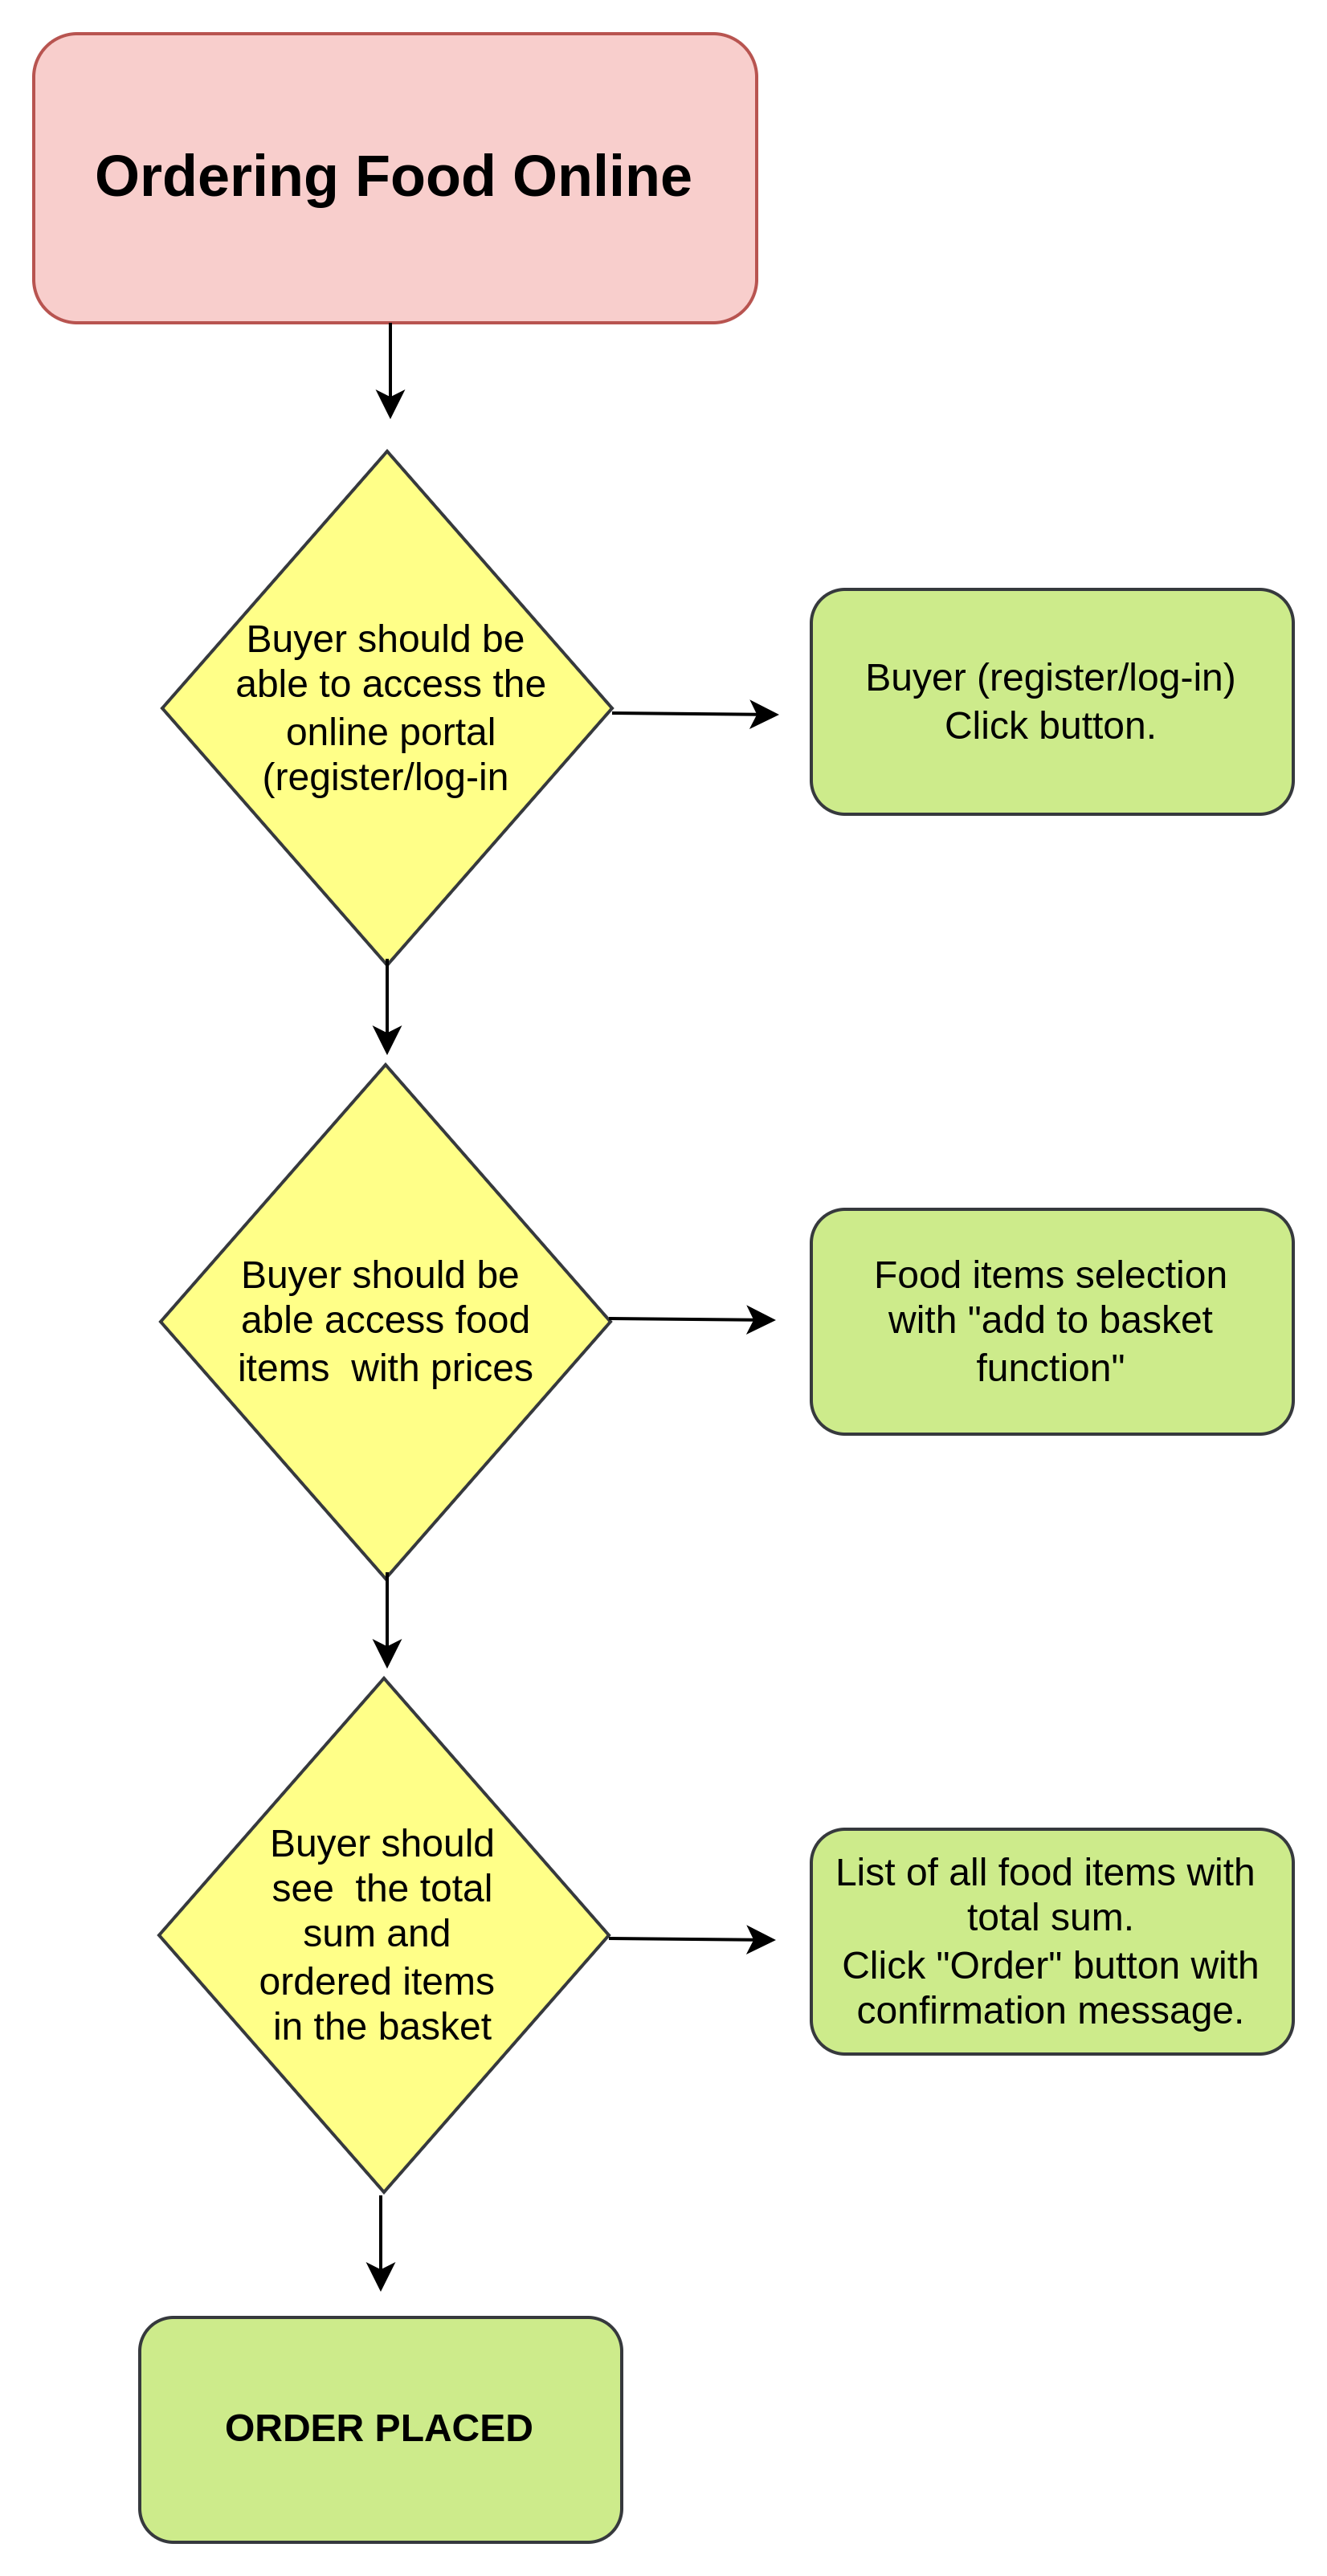 Ordering Food Online
Buyer should be
able to access the
online portal
(register/log-in
Buyer (register/log-in)
Click button.
Buyer should be
able access food
items  with prices
Food items selection
with "add to basket
function"
Buyer should
see  the total
sum and
ordered items
in the basket
List of all food items with
total sum.
Click "Order" button with
confirmation message.
ORDER PLACED